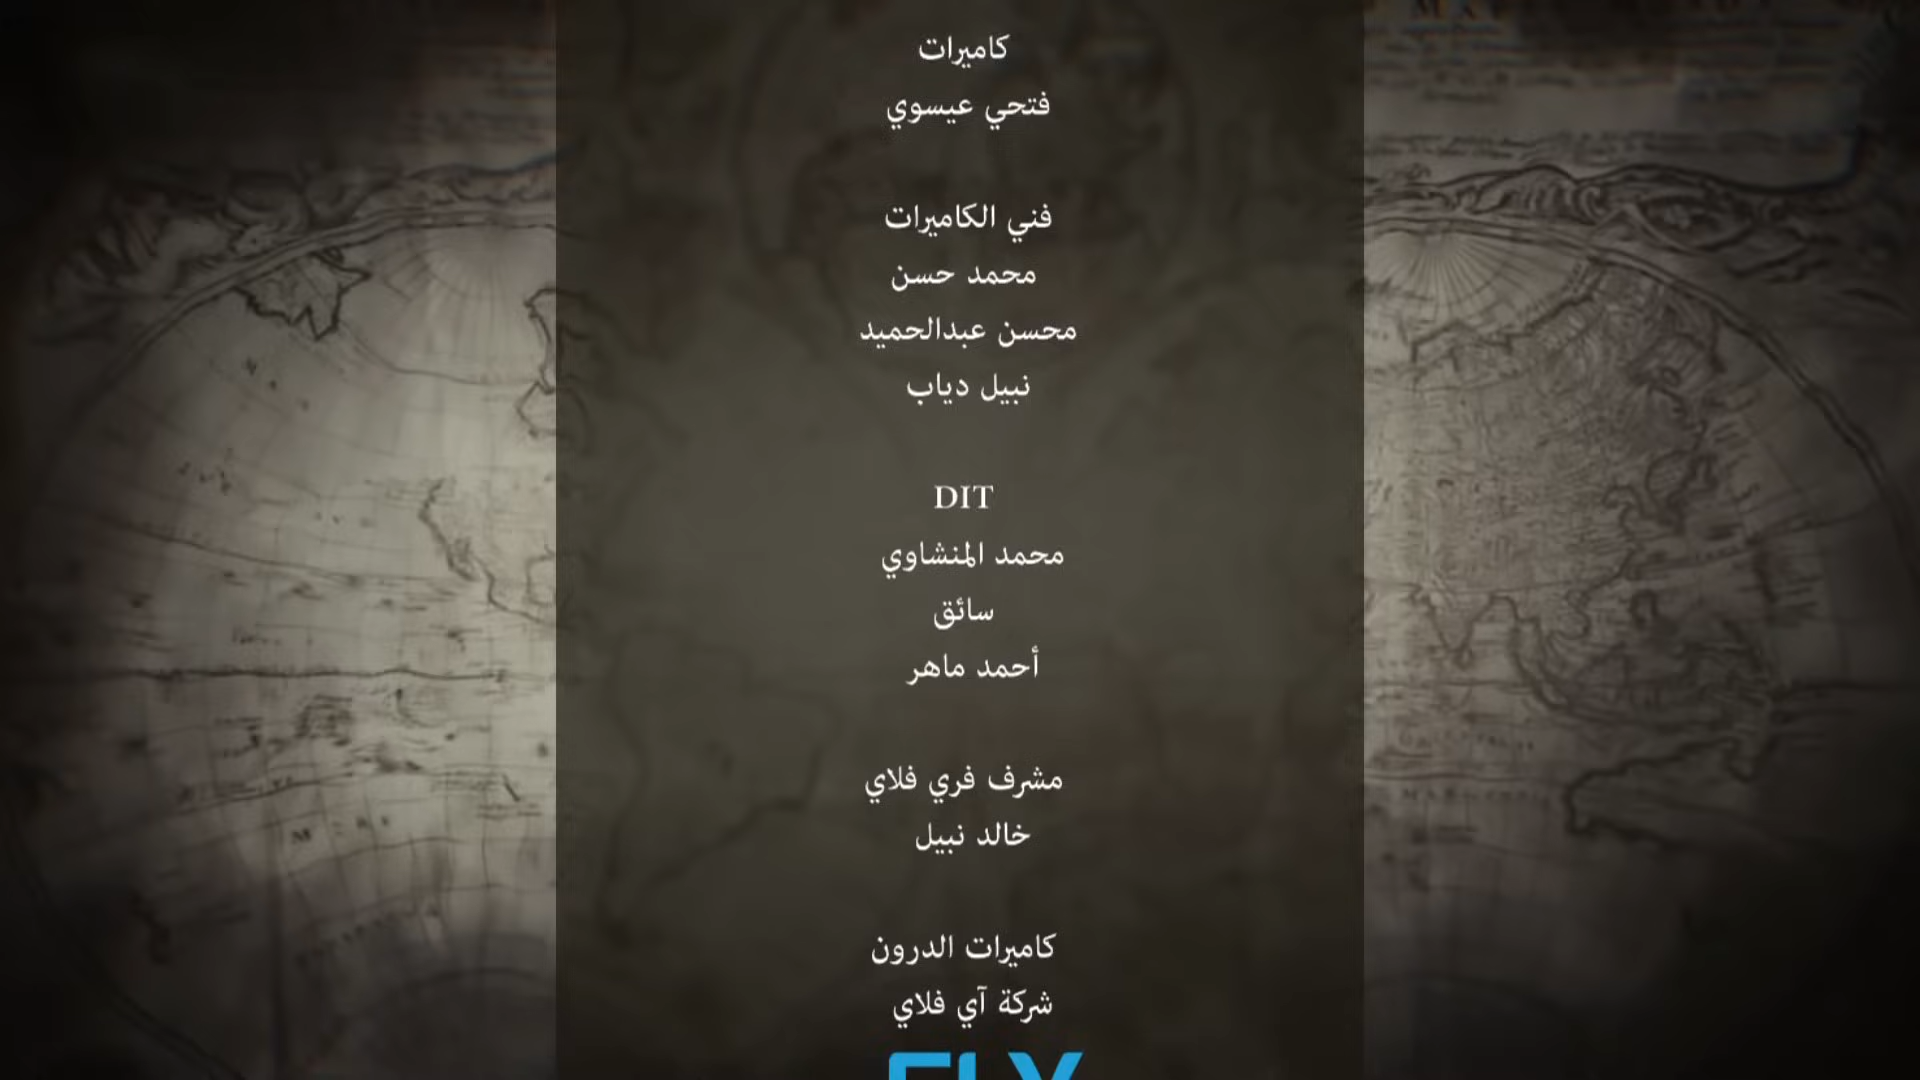 كاميرات
فتحي عيسوي
فني الكاميرات
محمد حسن
محسن عبدالحميد
نبيل دياب
DIT
محمد المنشاوي
سائق
أحمد ماهر
مشرف فري فلاي
خالد نبيل
كاميرات الدرون
شركة آي فلاي
FLY